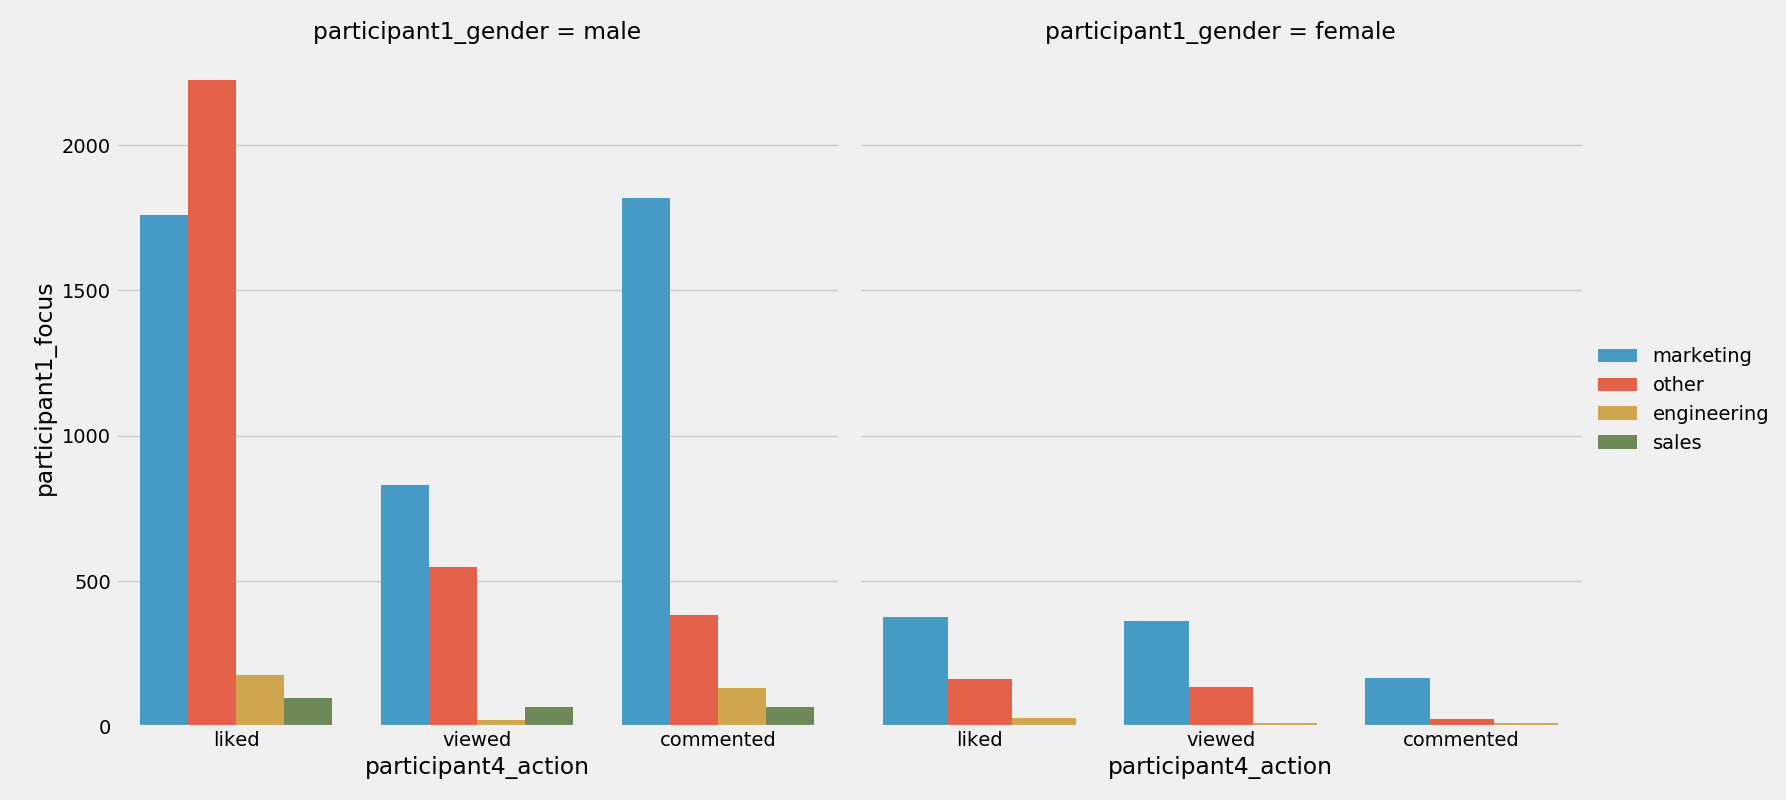 participant1_gender = male
participant1_gender = female
participant1_focus
2000
1500
1000
500
0
liked viewed commented
participant4_action
liked viewed commented
participant4_action
marketing
other
engineering
sales